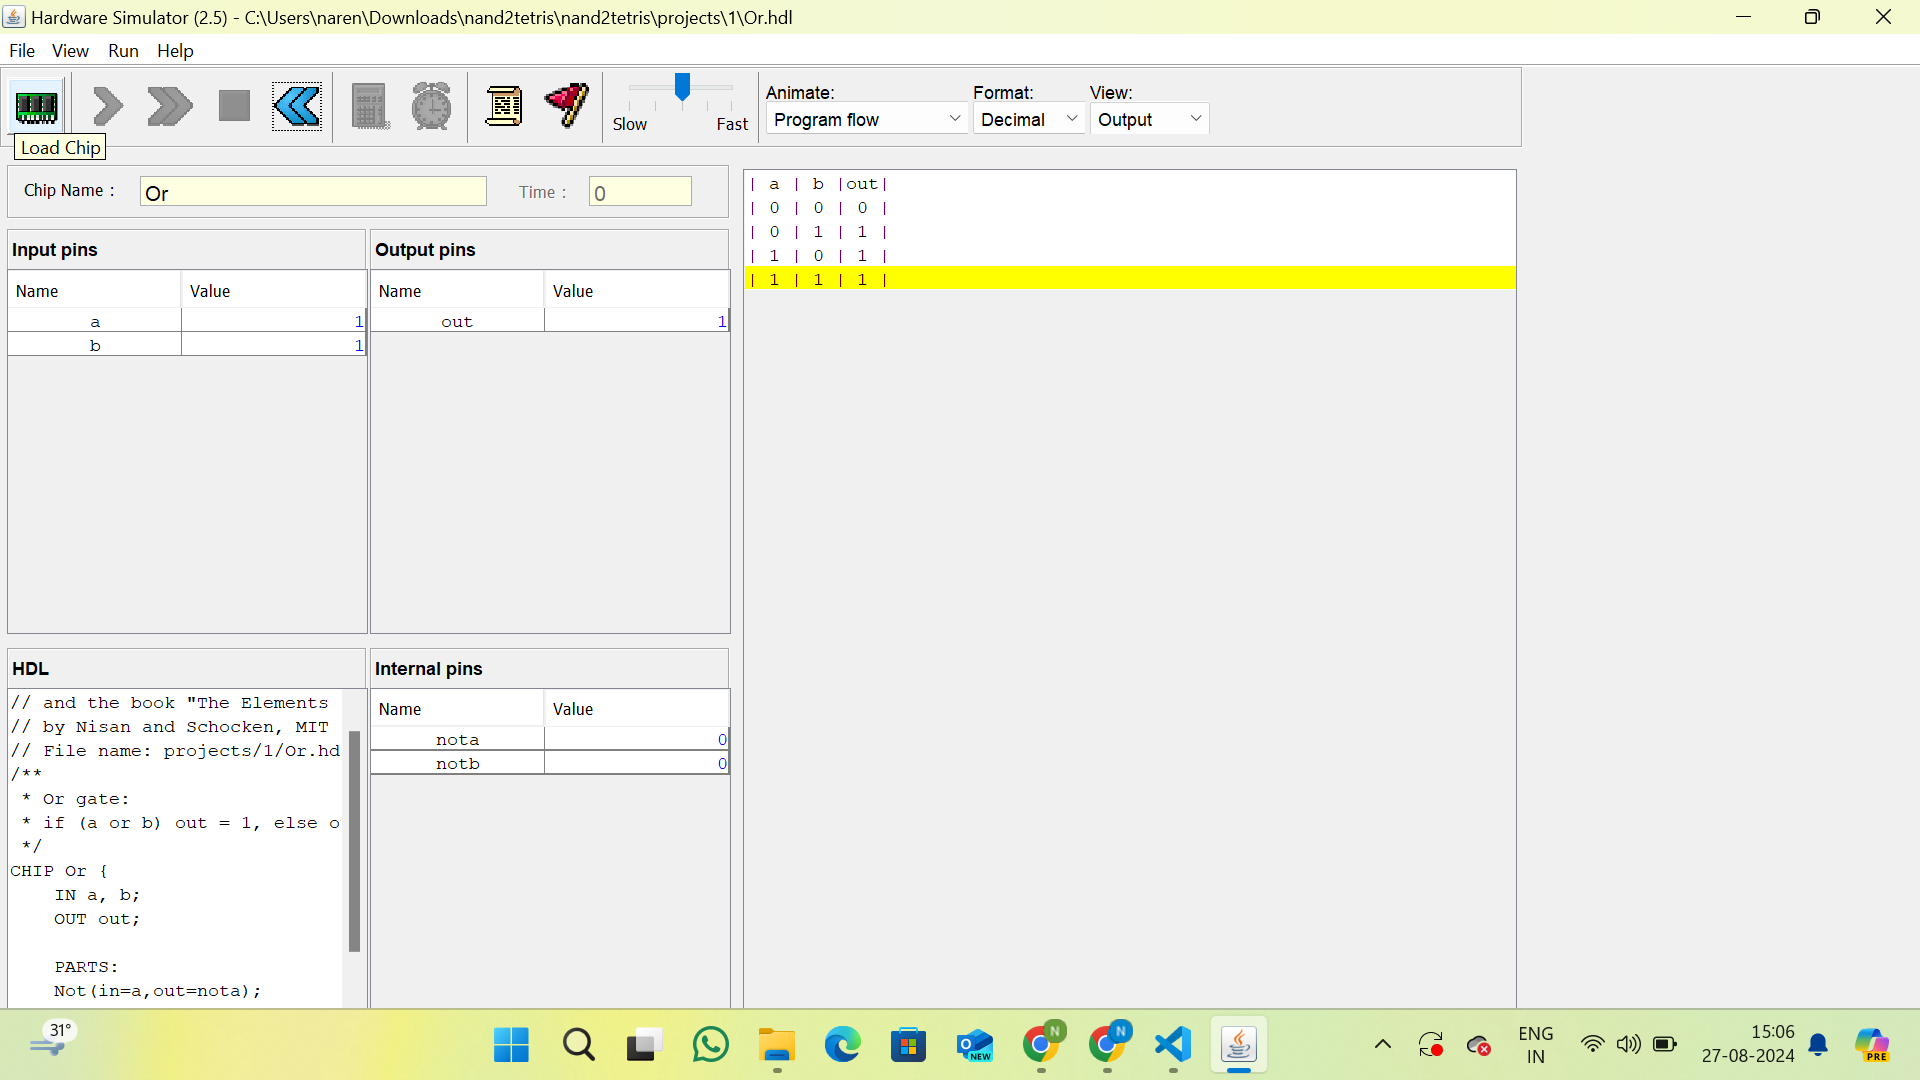 Hardware Simulator (2.5) - C:\Users\naren\Downloads\nand2tetris\nand2tetris\projects\1\Or.hdl
File View Run Help
Slow Fast
Animate: Format: View:
Program flow Decimal Output
Load Chip
Chip Name : Or Time : 0
Input pins
Name Value
a 1
b 1
Output pins
Name Value
out 1
| a | b |out|
| 0 | 0 | 0 |
| 0 | 1 | 1 |
| 1 | 0 | 1 |
| 1 | 1 | 1 |
HDL
// and the book "The Elements
// by Nisan and Schocken, MIT
// File name: projects/1/Or.hd
/**
* Or gate:
* if (a or b) out = 1, else o
*/
CHIP Or {
IN a, b;
OUT out;
PARTS:
Not(in=a,out=nota);
Internal pins
Name Value
nota 0
notb 0
31°
NEW
N
N
ENG
IN
15:06
27-08-2024
PRE